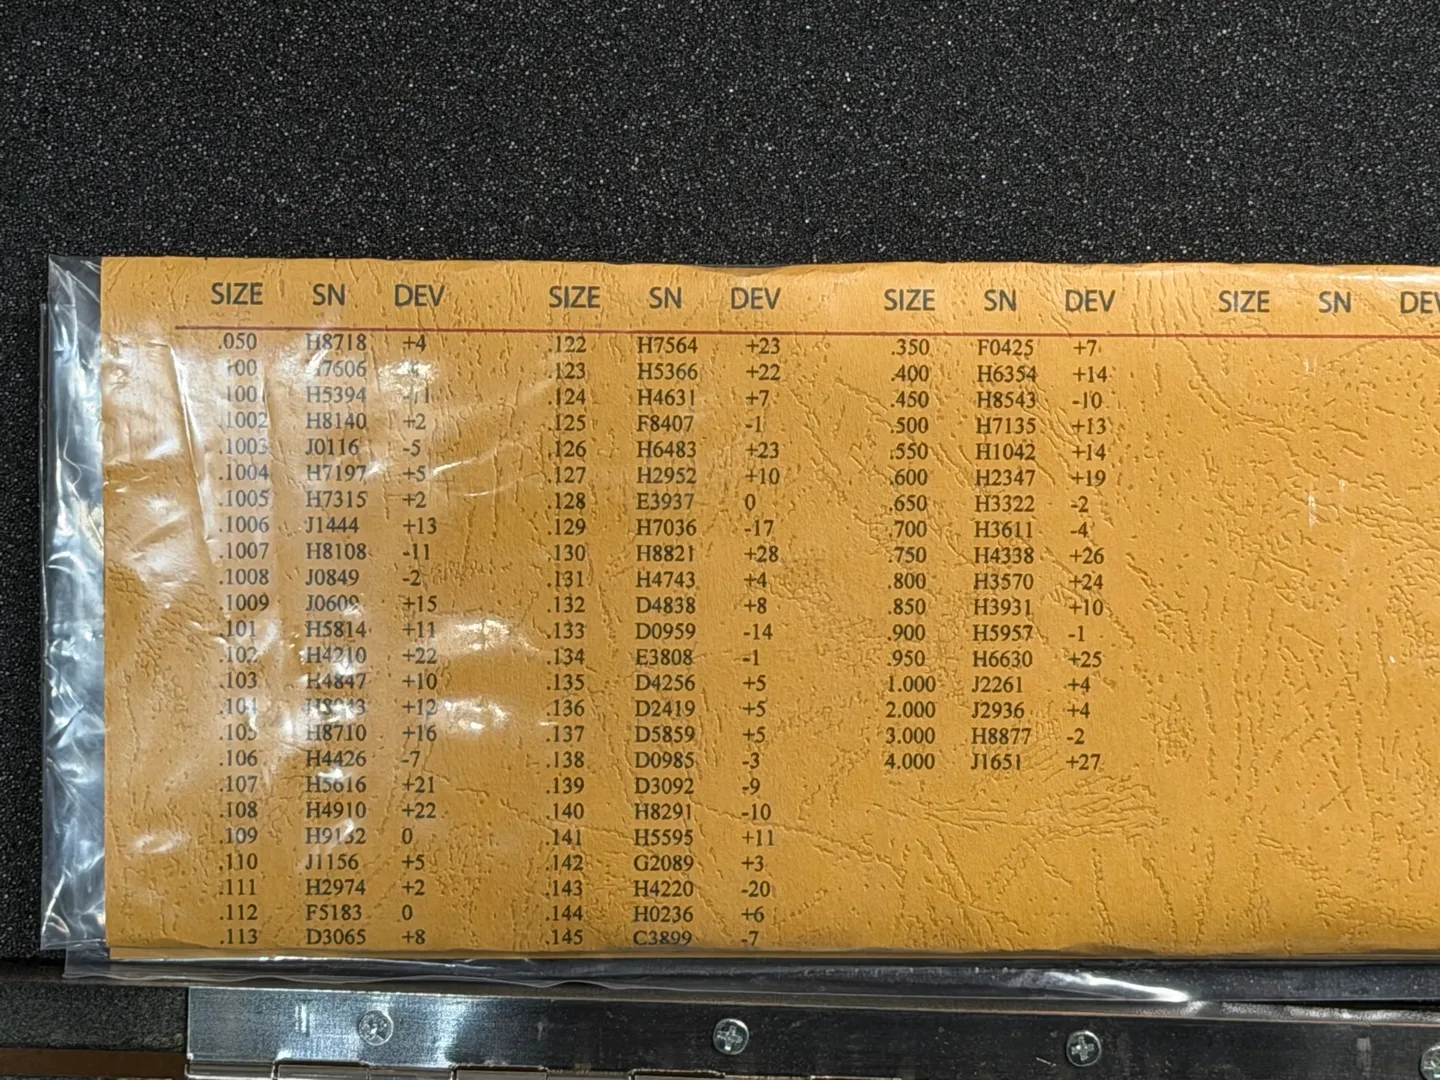 SIZE SN DEV SIZE SN DEV SIZE SN DEV SIZE SN
.050 H8718 +4 .122 H7564 +23 .350 F0425 +7
.123 H5366 +22 .400 H6354 +14
H5394 .124 H4631 +7 .450 H8543 -10
.1002 H8140 +2 .125 F8407 -1 .500 H7135 +13
.1003 J0116 -5 .126 H6483 +23 .550 H1042 +14
.1004 H7197 +5 .127 H2952 +10 .600 H2347 +19
.1005 H7315 +2 .128 E3937 0 .650 H3322 -2
.1006 J1444 +13 .129 H7036 -17 .700 H3611 -4
.1007 H8108 -11 .130 H8821 +28 .750 H4338 +26
.1008 J0849 -2 .131 H4743 +4 .800 H3570 +24
.1009 J0609 +15 .132 D4838 +8 .850 H3931 +10
.101 H5814 +11 .133 D0959 -14 .900 H5957 -1
.102 H4210 +22 .134 E3808 -1 .950 H6630 +25
.103 H4847 +10 .135 D4256 +5 1.000 J2261 +4
.104 +12 .136 D2419 +5 2.000 J2936 +4
.105 H8710 +16 .137 D5859 +5 3.000 H8877 -2
.106 H4426 -7 .138 D0985 -3 4.000 J1651 +27
.107 H5616 +21 .139 D3092 -9
.108 H4910 +22 .140 H8291 -10
.109 H9132 0 .141 H5595 +11
.110 J1156 +5 .142 G2089 +3
.111 H2974 +2 .143 H4220 -20
.112 F5183 0 .144 H0236 +6
.113 D3065 +8 .145 C3899 -7